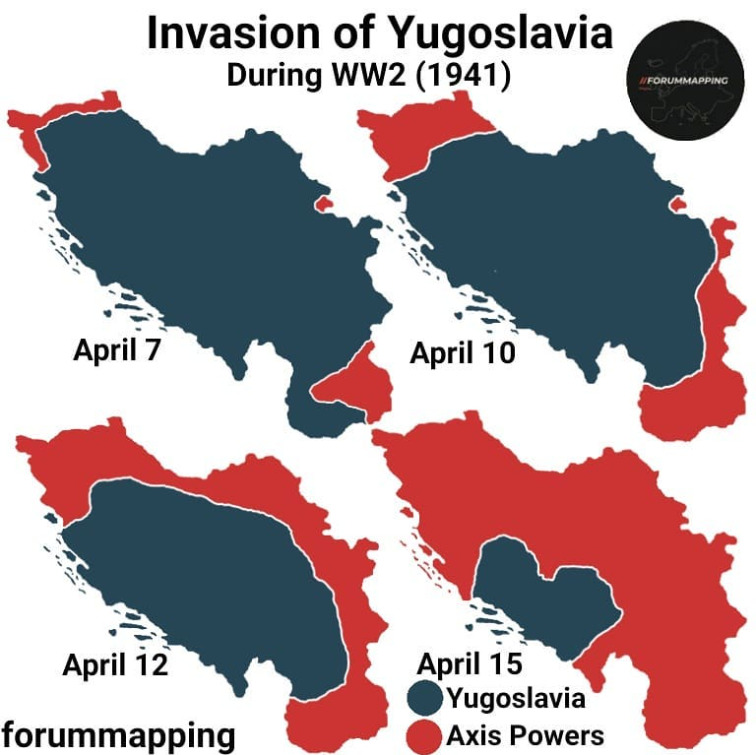 Invasion of Yugoslavia
During WW2 (1941)
//FORUMMAPPING
April 7
April 10
April 12
April 15
Yugoslavia
Axis Powers
forummapping